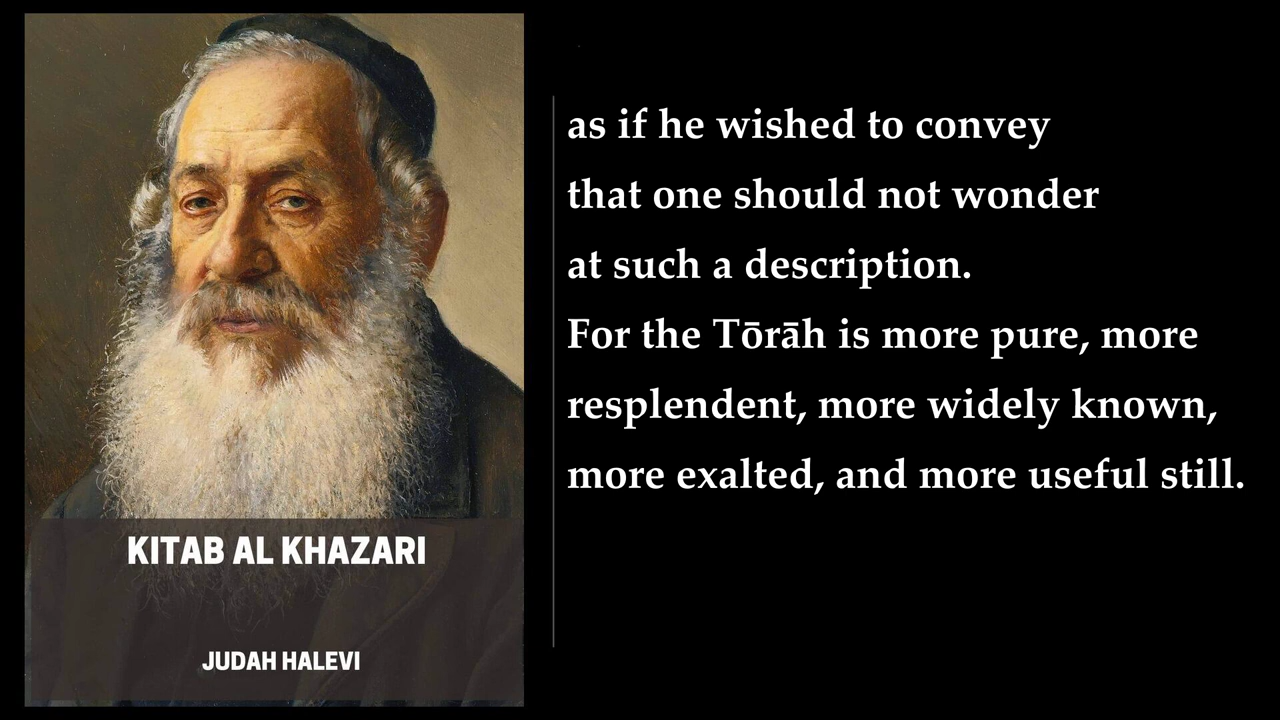 KITAB AL KHAZARI
JUDAH HALEVI
as if he wished to convey
that one should not wonder
at such a description.
For the Tōrāh is more pure, more
resplendent, more widely known,
more exalted, and more useful still.